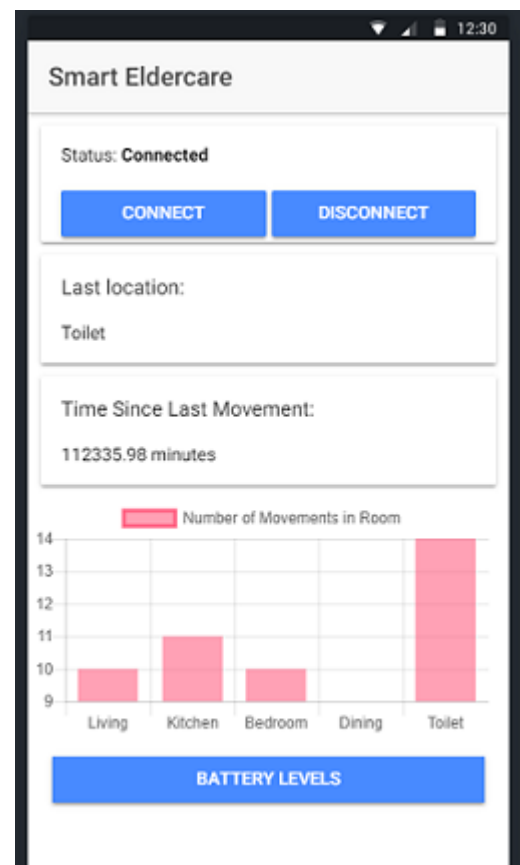 12:30
Smart Eldercare
Status: Connected
CONNECT DISCONNECT
Last location:
Toilet
Time Since Last Movement:
112335.98 minutes
Number of Movements in Room
14
13
12
11
10
9
Living Kitchen Bedroom Dining Toilet
BATTERY LEVELS